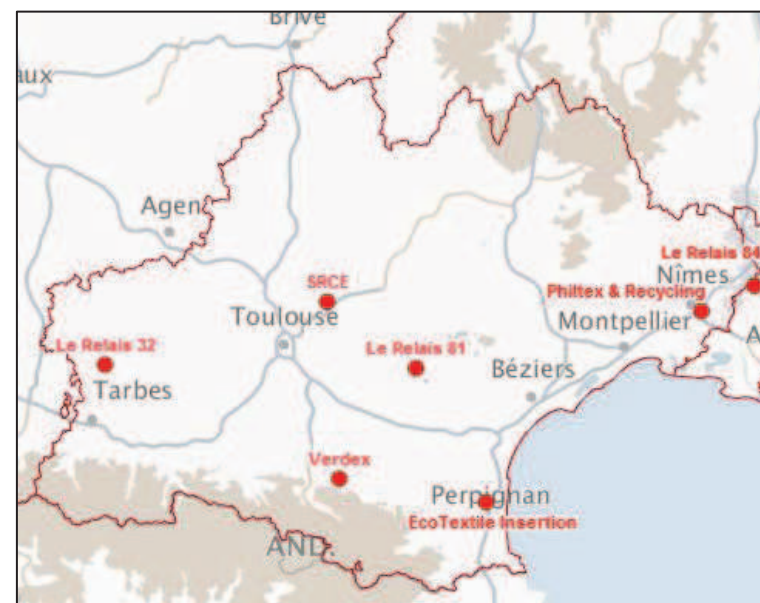 Brive
aux
Agen
Le Relais 84
Nîmes
SRCE
Philtex & Recycling
Toulouse
Montpellier
Le Relais 32
Le Relais 81
Béziers
Tarbes
Verdex
Perpignan
EcoTextile Insertion
AND.
A